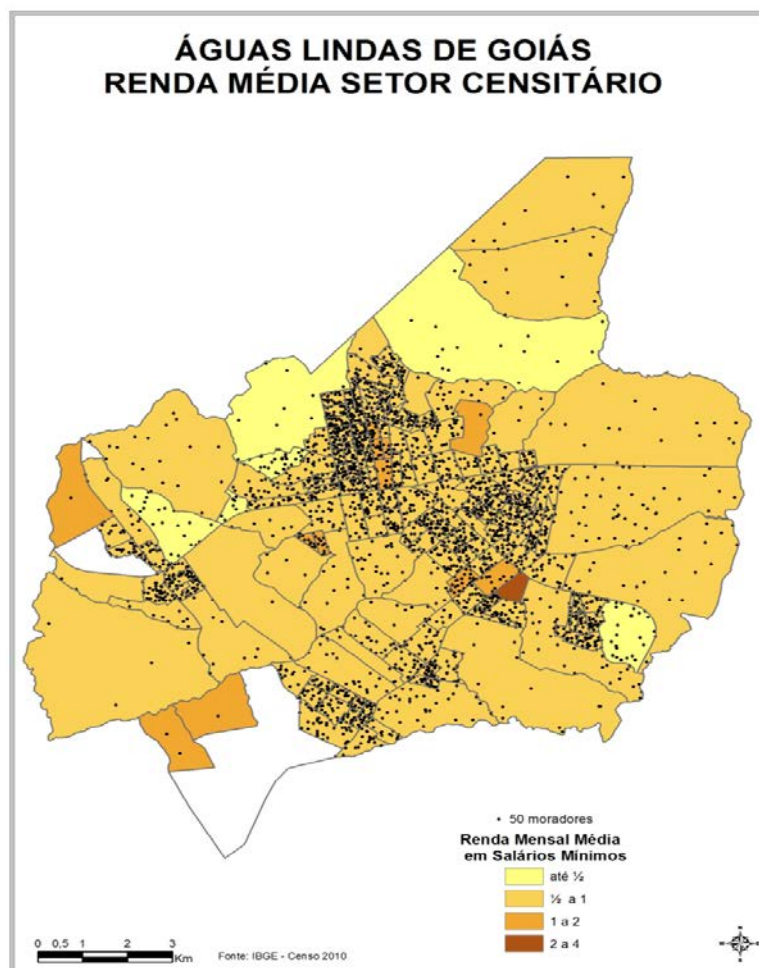 ÁGUAS LINDAS DE GOIÁS
RENDA MÉDIA SETOR CENSITÁRIO
50 moradores
Renda Mensal Média
em Salários Mínimos
até ½
½ a 1
1 a 2
2 a 4
0 0,5 1 2 3
Km
Fonte: IBGE - Censo 2010